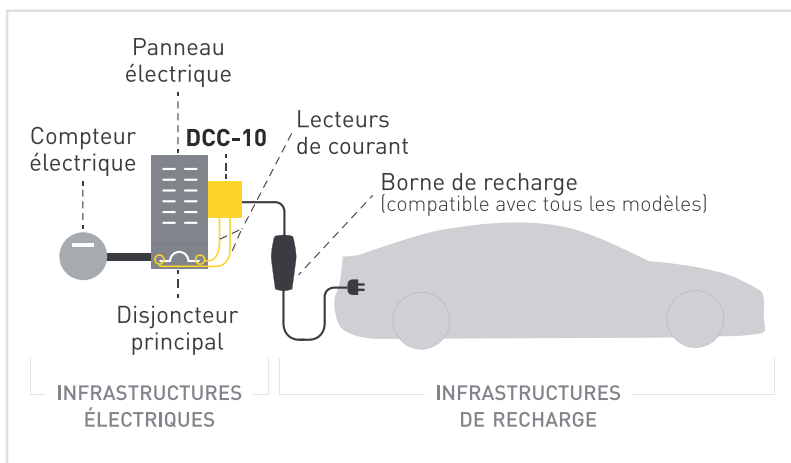 Panneau
électrique
Compteur
électrique
DCC-10
Lecteurs
de courant
Borne de recharge
(compatible avec tous les modèles)
Disjoncteur
principal
INFRASTRUCTURES
ÉLECTRIQUES
INFRASTRUCTURES
DE RECHARGE